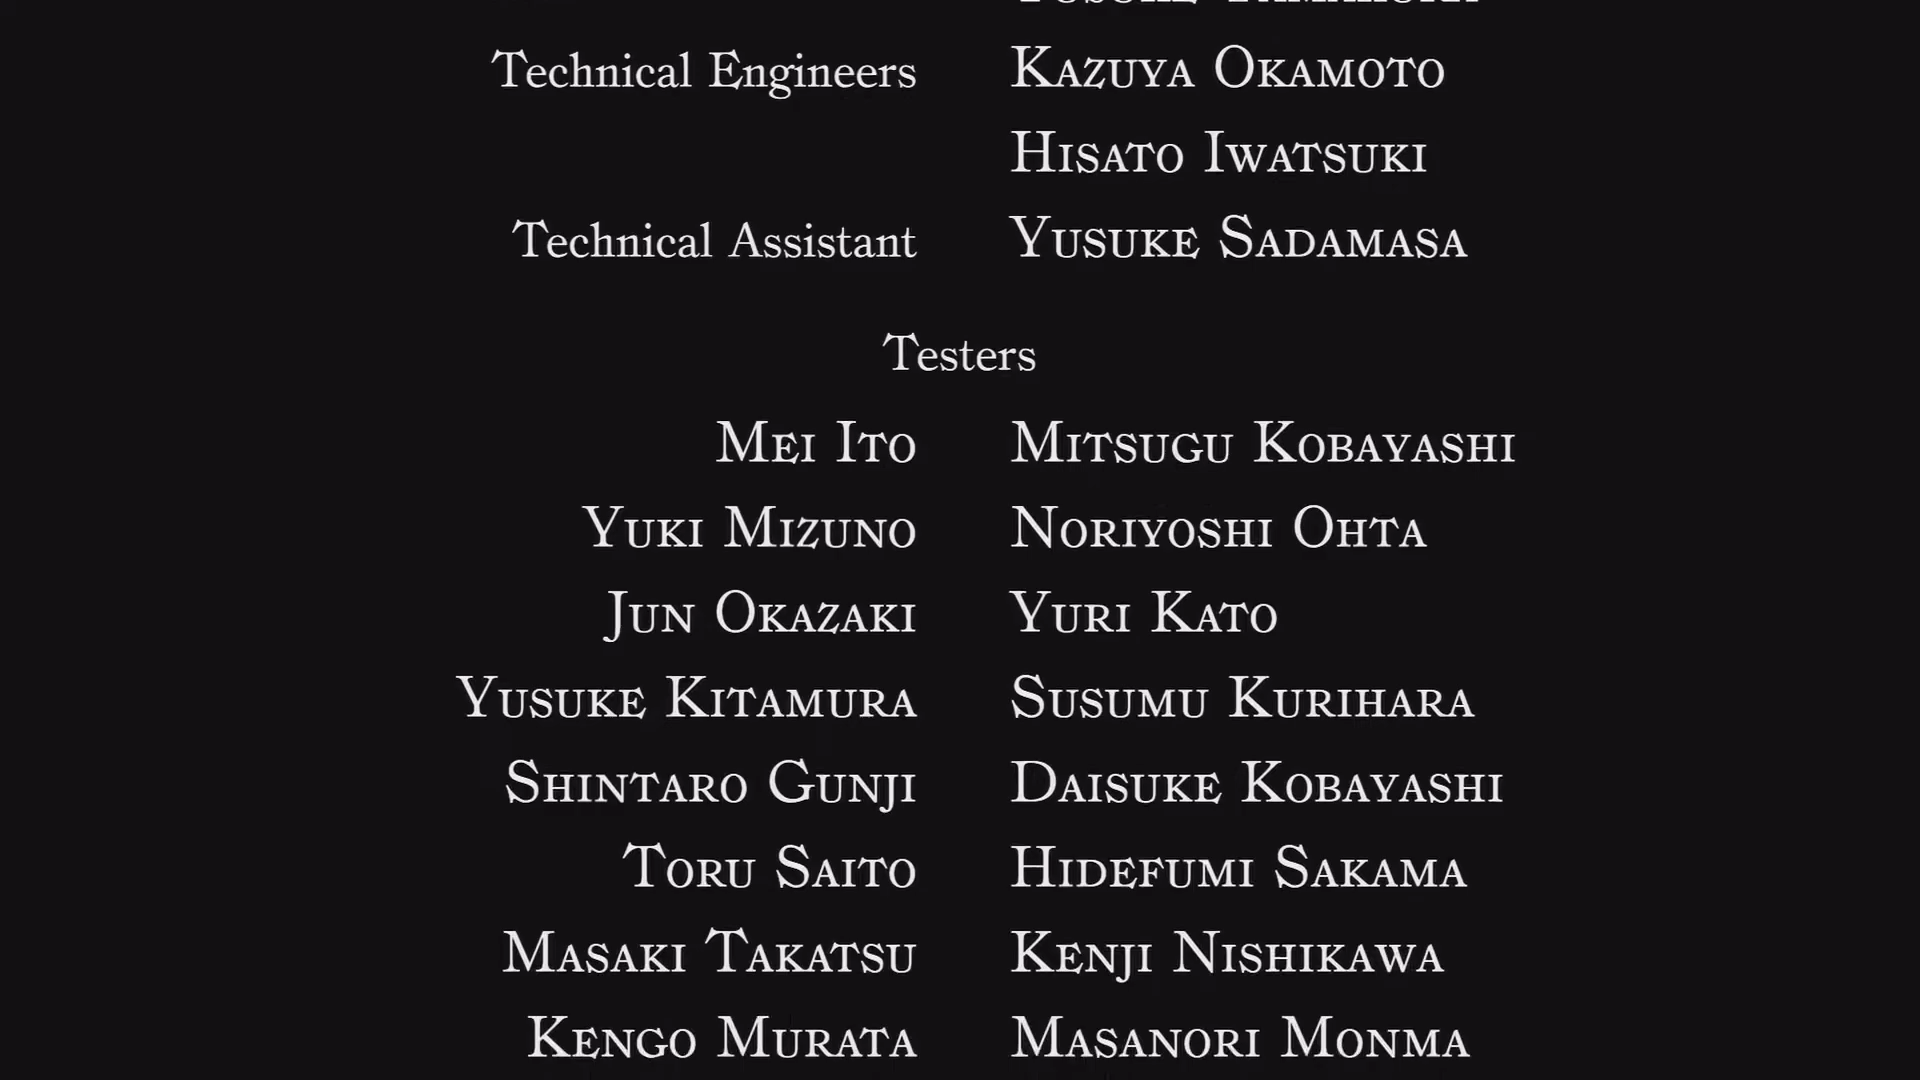 Technical Engineers KAZUYA OKAMOTO
HISATO IWATSUKI
Technical Assistant YUSUKE SADAMASA
Testers
MEI ITO MITSUGU KOBAYASHI
YUKI MIZUNO NORIYOSHI OHTA
JUN OKAZAKI YURI KATO
YUSUKE KITAMURA SUSUMU KURIHARA
SHINTARO GUNJI DAISUKE KOBAYASHI
TORU SAITO HIDEFUMI SAKAMA
MASAKI TAKATSU KENJI NISHIKAWA
KENGO MURATA MASANORI MONMA